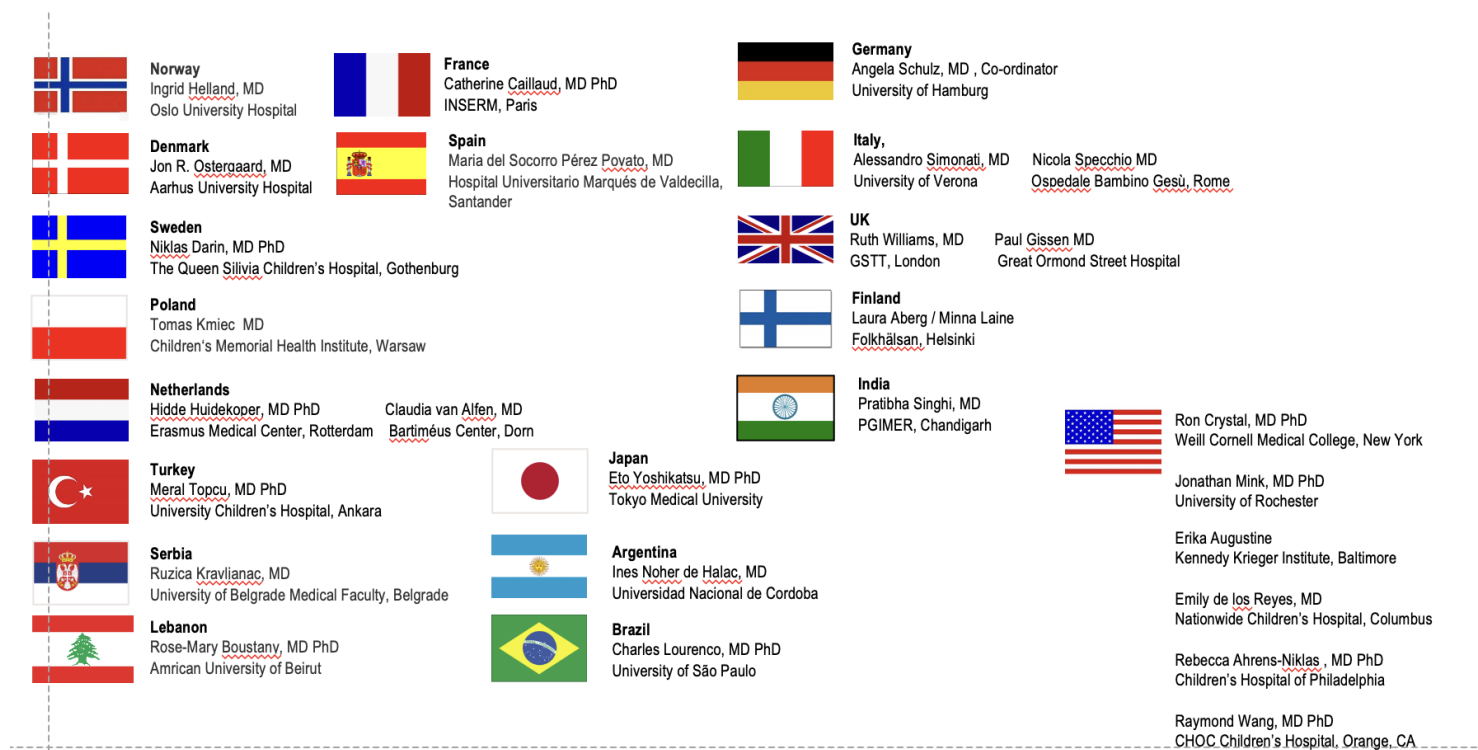 Norway
Ingrid Helland, MD
Oslo University Hospital
France
Catherine Caillaud, MD PhD
INSERM, Paris
Germany
Angela Schulz, MD , Co-ordinator
University of Hamburg
Denmark
Jon R. Ostergaard, MD
Aarhus University Hospital
Spain
Maria del Socorro Pérez Povato, MD
Hospital Universitario Marqués de Valdecilla,
Santander
Italy,
Alessandro Simonati, MD Nicola Specchio MD
University of Verona Ospedale Bambino Gesù, Rome
Sweden
Niklas Darin, MD PhD
The Queen Silivia Children's Hospital, Gothenburg
UK
Ruth Williams, MD Paul Gissen MD
GSTT, London Great Ormond Street Hospital
Poland
Tomas Kmiec MD
Children‘s Memorial Health Institute, Warsaw
Finland
Laura Aberg / Minna Laine
Folkhälsan, Helsinki
Netherlands
Hidde Huidekoper, MD PhD Claudia van Alfen, MD
Erasmus Medical Center, Rotterdam Bartiméus Center, Dorn
India
Pratibha Singhi, MD
PGIMER, Chandigarh
Turkey
Meral Topcu, MD PhD
University Children's Hospital, Ankara
Japan
Eto Yoshikatsu, MD PhD
Tokyo Medical University
Serbia
Ruzica Kravlianac, MD
University of Belgrade Medical Faculty, Belgrade
Argentina
Ines Noher de Halac, MD
Universidad Nacional de Cordoba
Lebanon
Rose-Mary Boustany, MD PhD
Amrican University of Beirut
Brazil
Charles Lourenco, MD PhD
University of São Paulo
Ron Crystal, MD PhD
Weill Cornell Medical College, New York
Jonathan Mink, MD PhD
University of Rochester
Erika Augustine
Kennedy Krieger Institute, Baltimore
Emily de los Reyes, MD
Nationwide Children's Hospital, Columbus
Rebecca Ahrens-Niklas , MD PhD
Children's Hospital of Philadelphia
Raymond Wang, MD PhD
CHOC Children's Hospital, Orange, CA